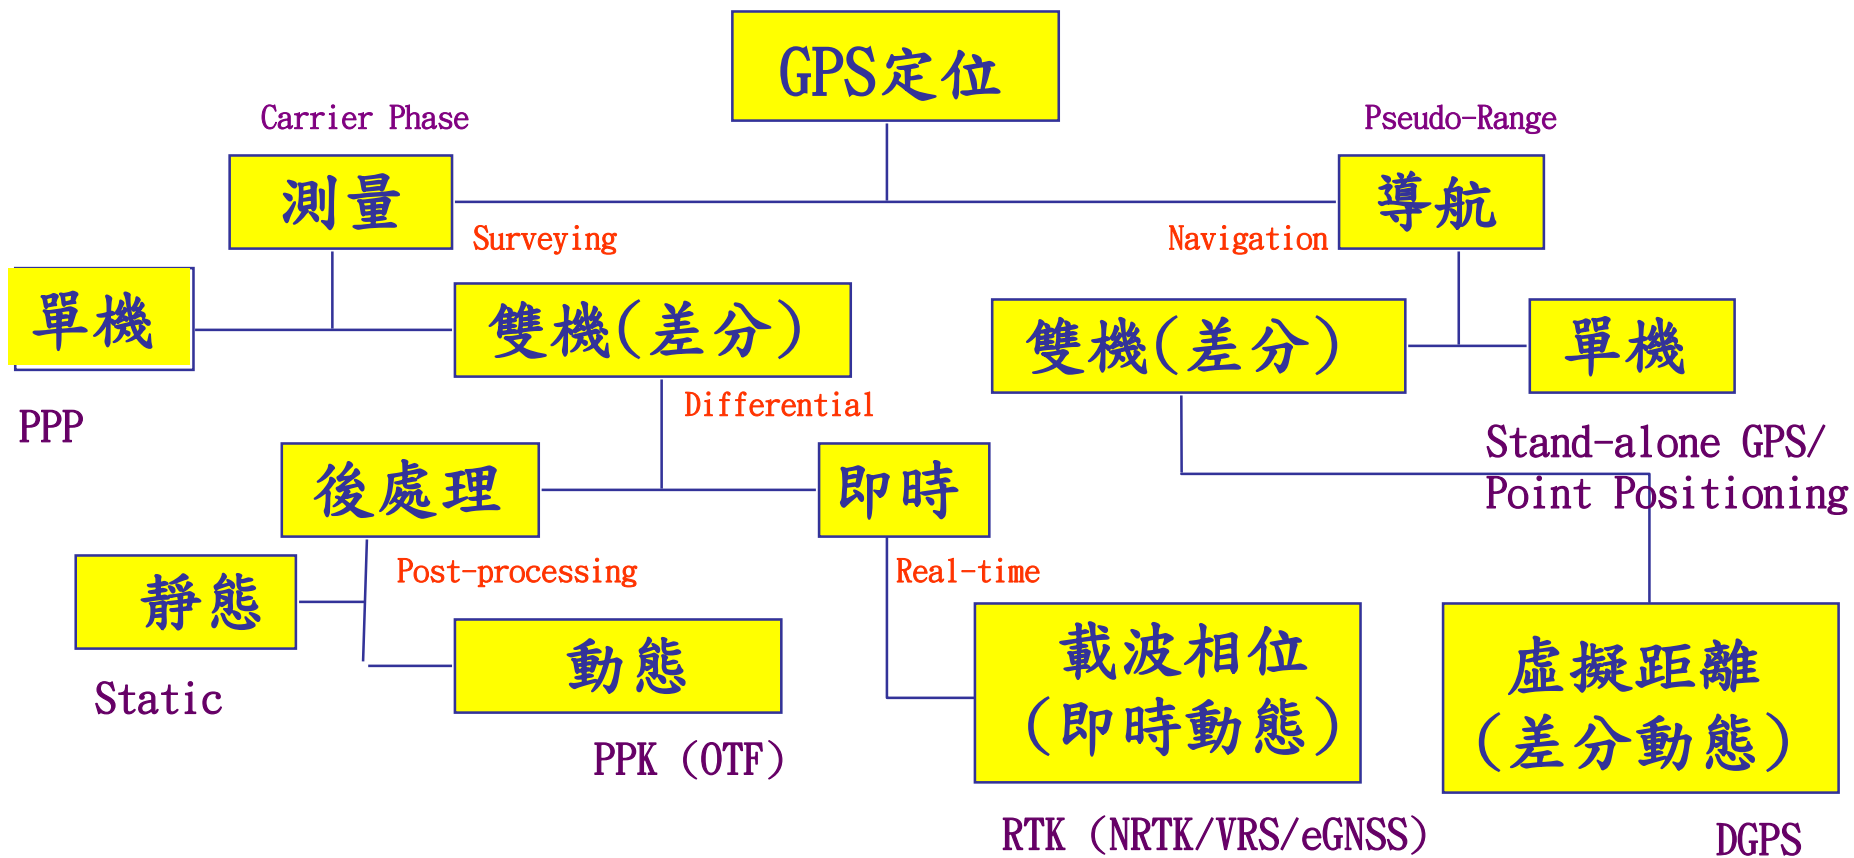 GPS定位
Carrier Phase
Pseudo-Range
測量
導航
Surveying
Navigation
單機
雙機(差分)
雙機(差分)
單機
PPP
Differential
Stand-alone GPS/
Point Positioning
後處理
即時
Post-processing
Real-time
靜態
動態
載波相位
(即時動態)
虛擬距離
(差分動態)
Static
PPK (OTF)
RTK (NRTK/VRS/eGNSS)
DGPS